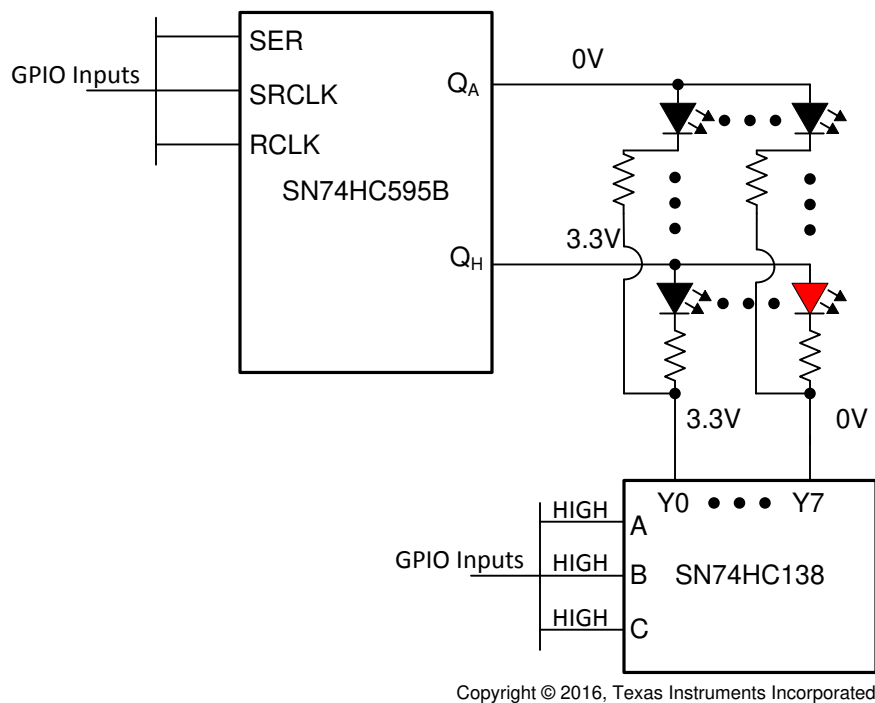 SER
GPIO Inputs
SRCLK
RCLK
SN74HC595B
QA
QH
0V
3.3V
3.3V
0V
Y0
Y7
HIGH
A
GPIO Inputs
HIGH
B
SN74HC138
HIGH
C
Copyright © 2016, Texas Instruments Incorporated